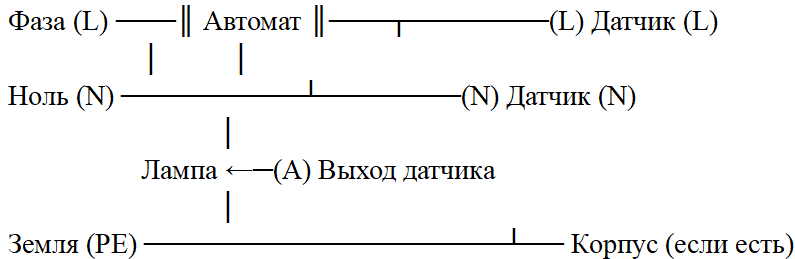 Фаза (L) ──║ Автомат ║──┬──────(L) Датчик (L)
│ │
Ноль (N) ────────┴──────(N) Датчик (N)
│
Лампа ←─(A) Выход датчика
│
Земля (PE) ──────────────┴── Корпус (если есть)